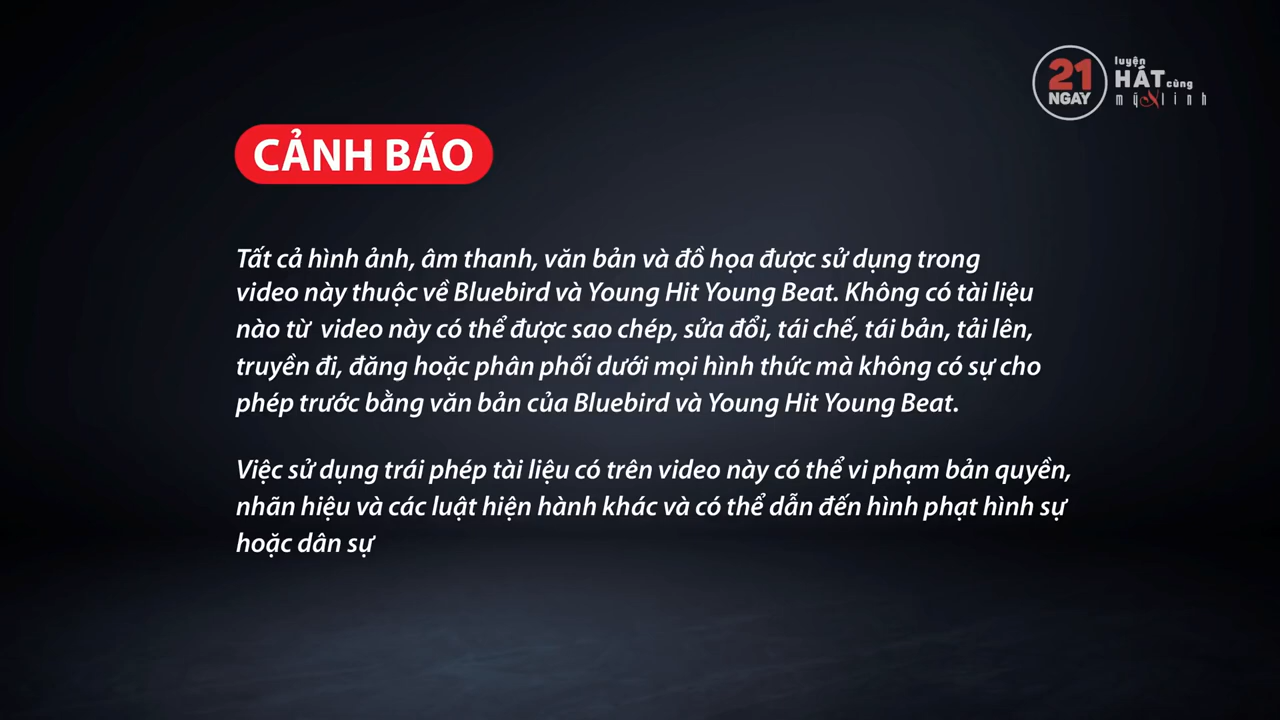 21
NGAY
luyện
HÁT cùng
mỹ linh
CẢNH BÁO
Tất cả hình ảnh, âm thanh, văn bản và đồ họa được sử dụng trong
video này thuộc về Bluebird và Young Hit Young Beat. Không có tài liệu
nào từ  video này có thể được sao chép, sửa đổi, tái chế, tái bản, tải lên,
truyền đi, đăng hoặc phân phối dưới mọi hình thức mà không có sự cho
phép trước bằng văn bản của Bluebird và Young Hit Young Beat.
Việc sử dụng trái phép tài liệu có trên video này có thể vi phạm bản quyền,
nhãn hiệu và các luật hiện hành khác và có thể dẫn đến hình phạt hình sự
hoặc dân sự